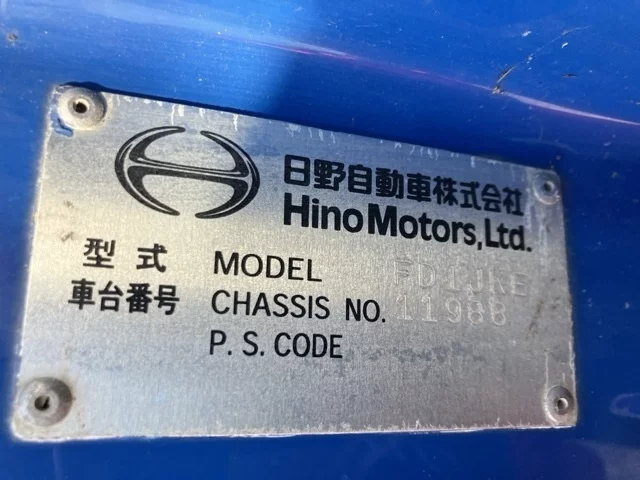 日野自動車株式会社
Hino Motors, Ltd.
型式 MODEL FD1JKE
車台番号 CHASSIS NO. 11988
P. S. CODE